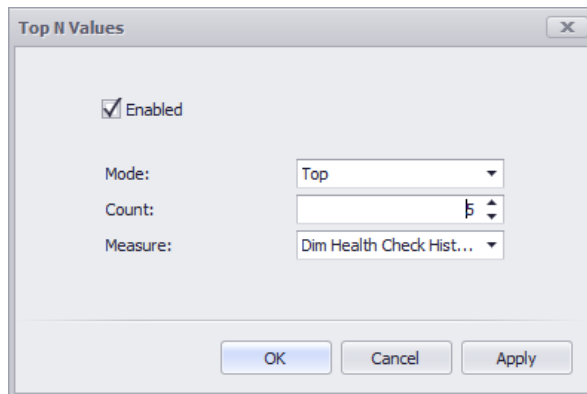 Top N Values
Enabled
Mode: Top
Count: 5
Measure: Dim Health Check Hist...
OK Cancel Apply